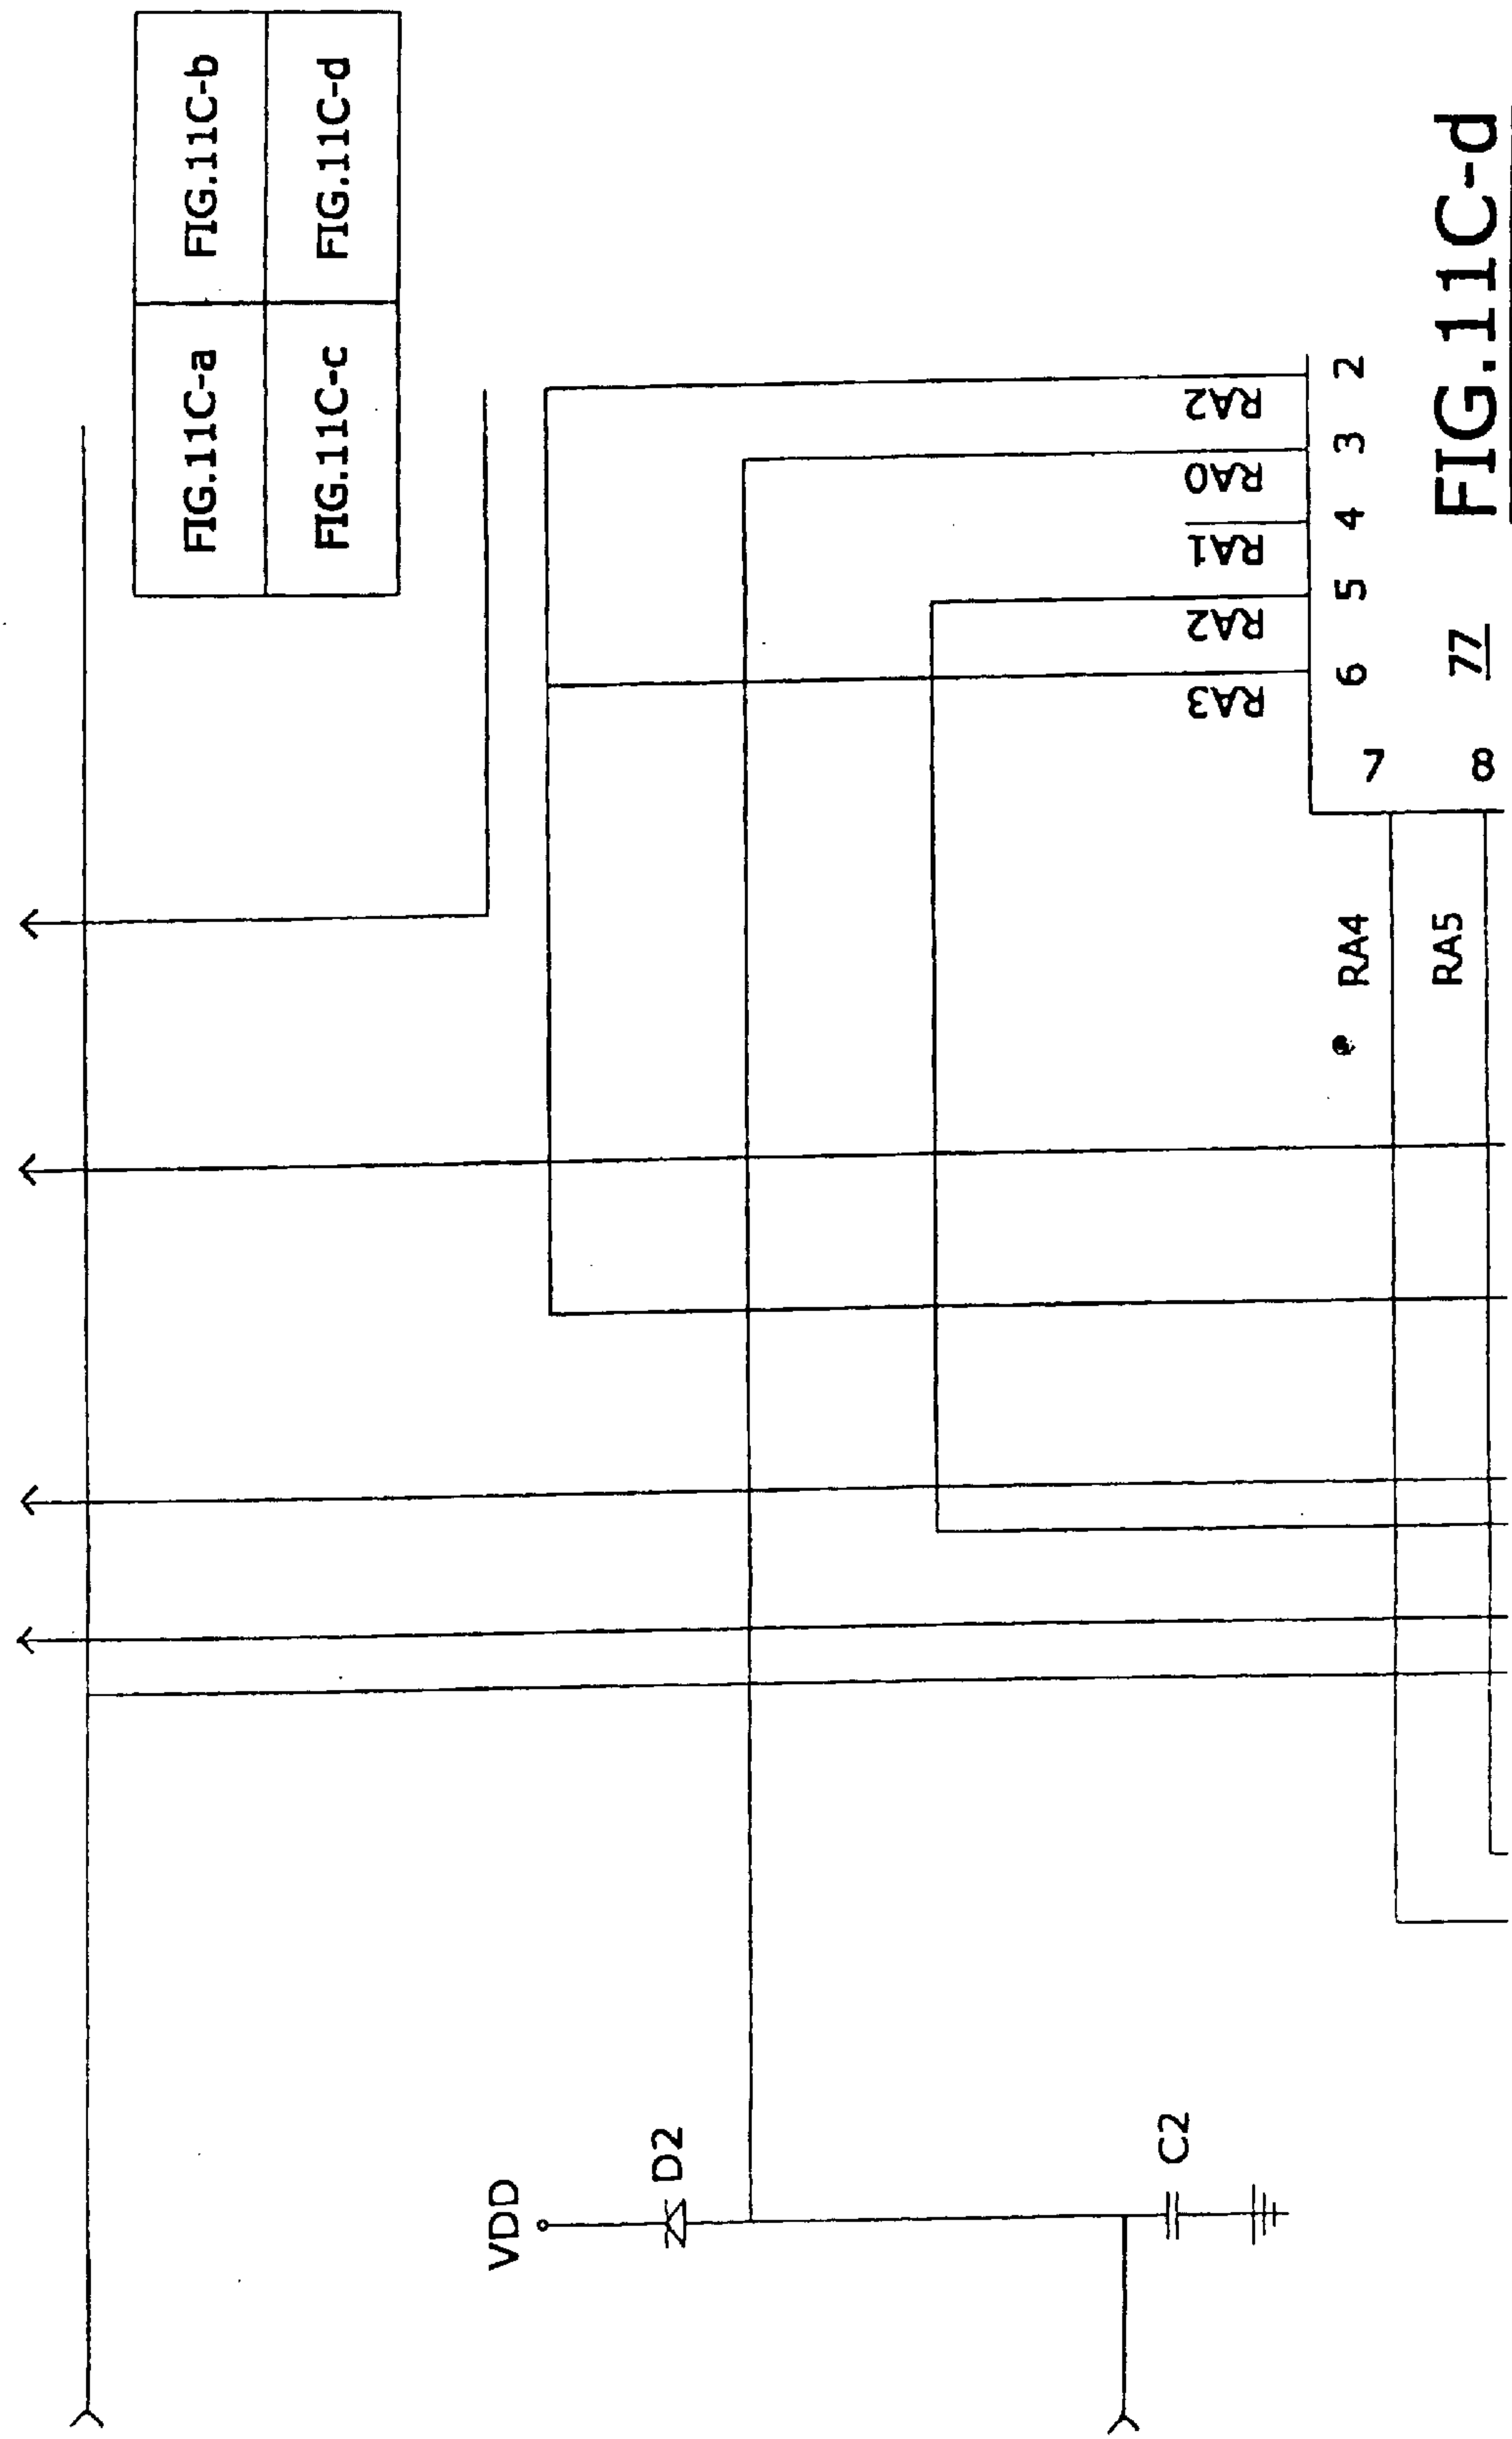 FIG.11C-a FIG.11C-b
FIG.11C-c FIG.11C-d
VDD
D2
C2
RA3
RA2
RA1
RA0
RA2
6 5 4 3 2
7
8
RA4
RA5
77
FIG.11C-d